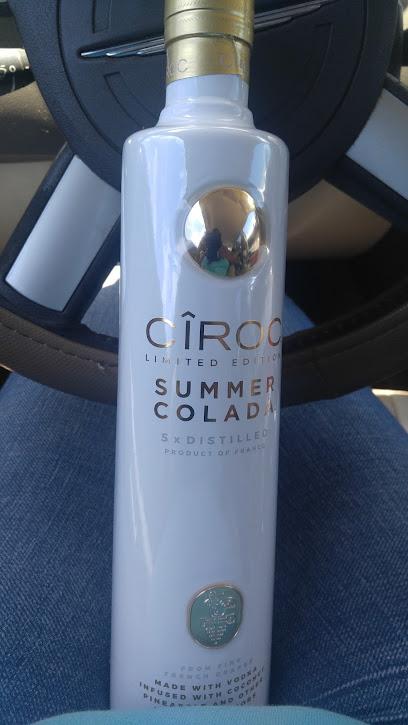 CÎROC
LIMITED EDITION
SUMMER
COLADA
5x DISTILLED
PRODUCT OF FRANCE
FROM FINE
FRENCH GRAPES
MADE WITH VODKA
INFUSED WITH COCONUT,
PINEAPPLE AND OTHER